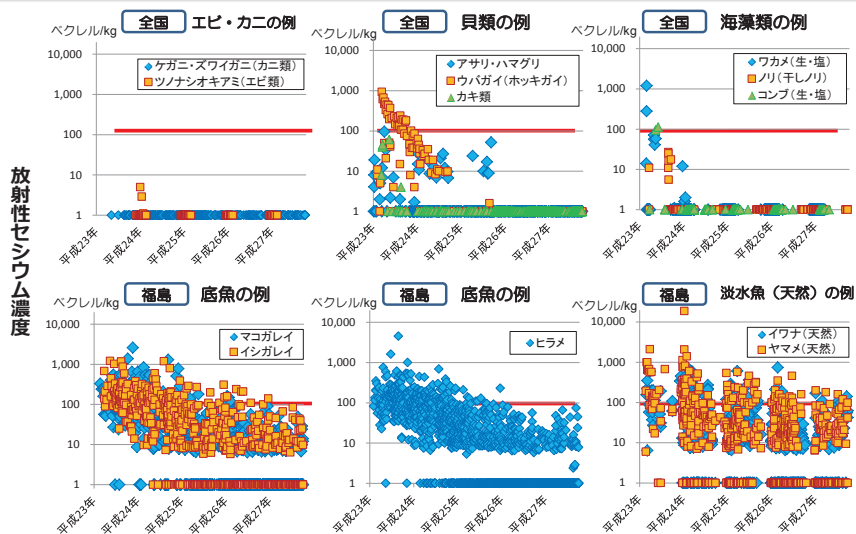 放射性セシウム濃度
全国 エビ・カニの例
ベクレル/kg
ケガニ・ズワイガニ(カニ類)
ツノナシオキアミ(エビ類)
10,000
1,000
100
10
1
平成23年
平成24年
平成25年
平成26年
平成27年
全国 貝類の例
ベクレル/kg
アサリ・ハマグリ
ウバガイ(ホッキガイ)
カキ類
10,000
1,000
100
10
1
平成23年
平成24年
平成25年
平成26年
平成27年
全国 海藻類の例
ベクレル/kg
ワカメ(生・塩)
ノリ(干しノリ)
コンブ(生・塩)
10,000
1,000
100
10
1
平成23年
平成24年
平成25年
平成26年
平成27年
福島 底魚の例
ベクレル/kg
マコガレイ
イシガレイ
10,000
1,000
100
10
1
平成23年
平成24年
平成25年
平成26年
平成27年
福島 底魚の例
ベクレル/kg
ヒラメ
10,000
1,000
100
10
1
平成23年
平成24年
平成25年
平成26年
平成27年
福島 淡水魚(天然)の例
ベクレル/kg
イワナ(天然)
ヤマメ(天然)
10,000
1,000
100
10
1
平成23年
平成24年
平成25年
平成26年
平成27年